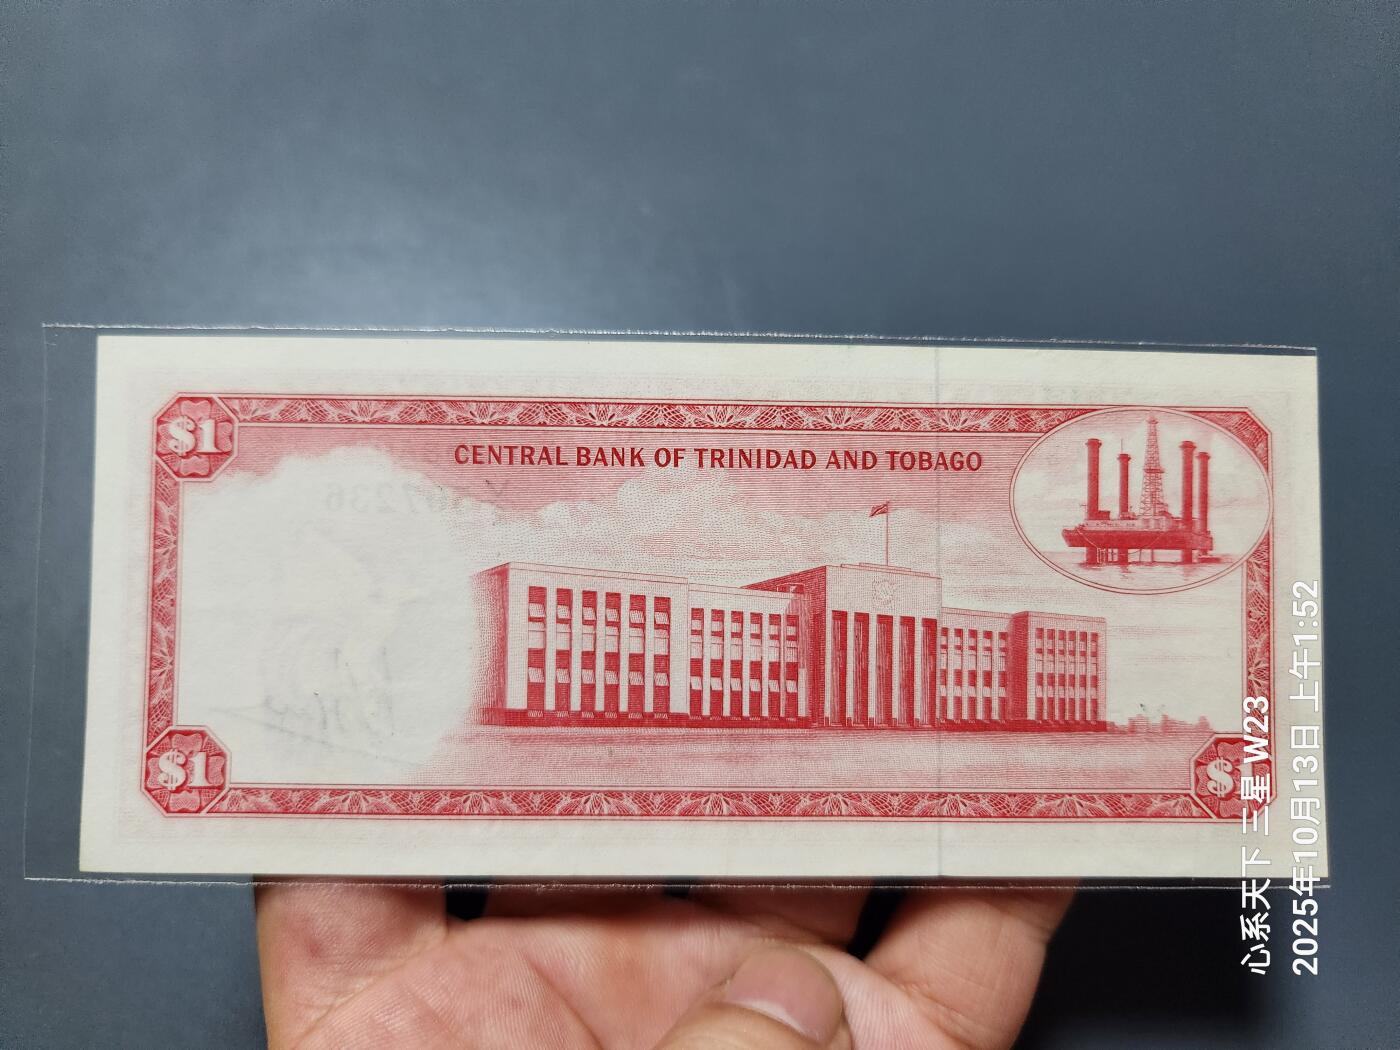 $1
CENTRAL BANK OF TRINIDAD AND TOBAGO
$1
心系天下 三星 W23
2025年10月13日 上午1:52